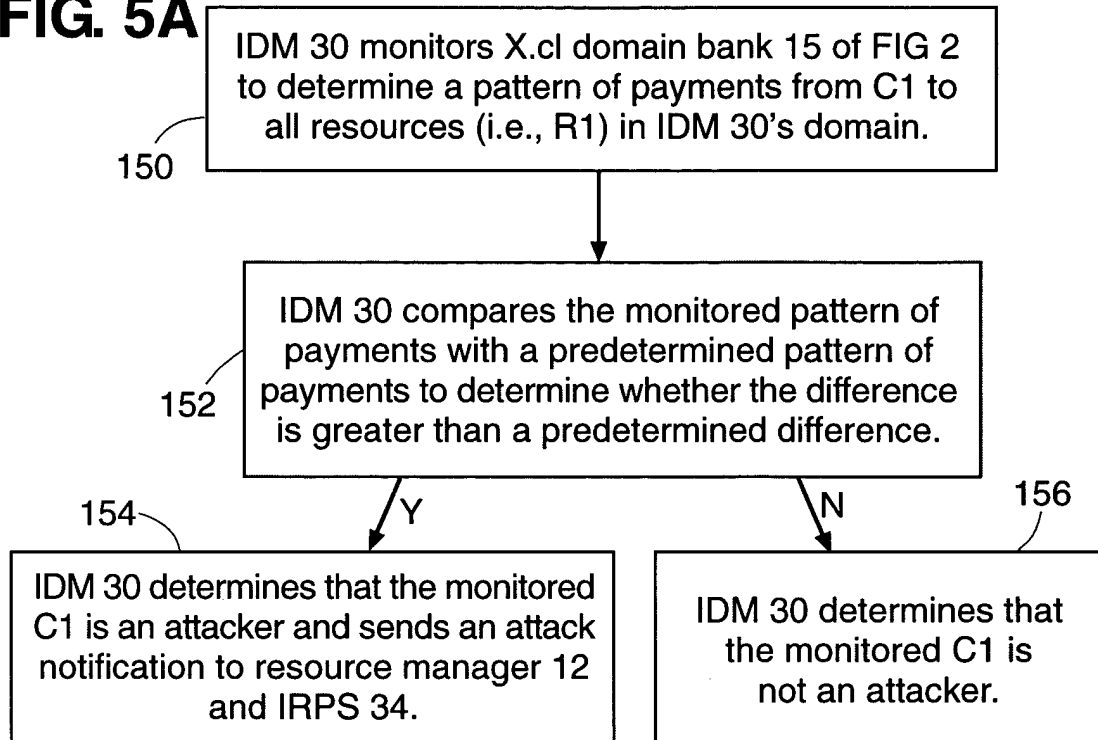 FIG. 5A
IDM 30 monitors X.cl domain bank 15 of FIG 2
to determine a pattern of payments from C1 to
all resources (i.e., R1) in IDM 30's domain.
150
IDM 30 compares the monitored pattern of
payments with a predetermined pattern of
payments to determine whether the difference
is greater than a predetermined difference.
152
Y
N
154
IDM 30 determines that the monitored
C1 is an attacker and sends an attack
notification to resource manager 12
and IRPS 34.
156
IDM 30 determines that
the monitored C1 is
not an attacker.